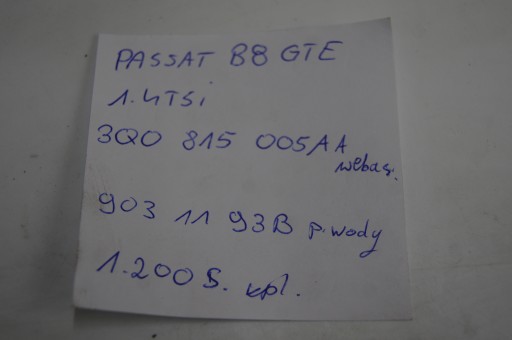 PASSAT B8 GTE
1.4TSi
3Q0 815 005AA
webas.
903 11 93B p.wody
1.200 S. kpl.